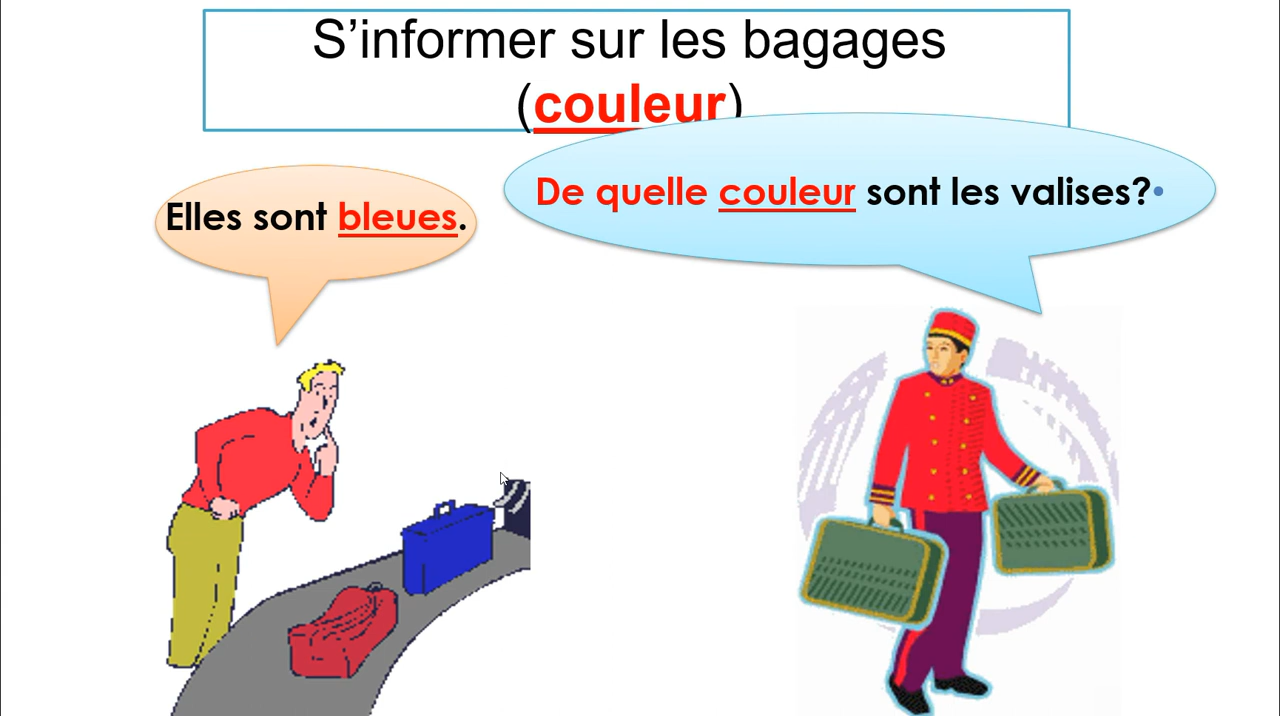 S’informer sur les bagages
(couleur)
De quelle couleur sont les valises?•
Elles sont bleues.